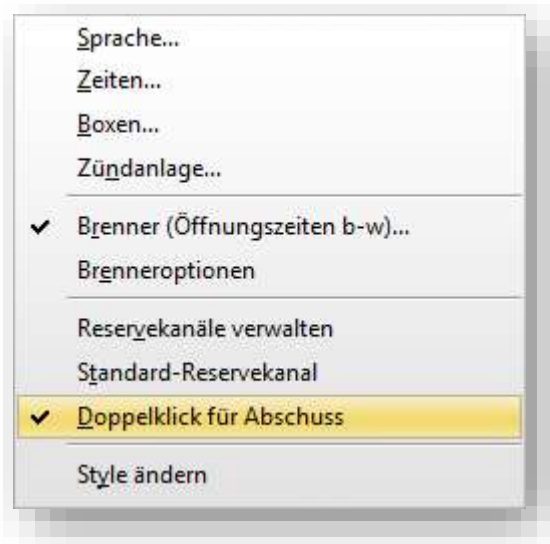 Sprache...
Zeiten...
Boxen...
Zündanlage...
Brenner (Öffnungszeiten b-w)...
Brenneroptionen
Reservekanäle verwalten
Standard-Reservekanal
Doppelklick für Abschuss
Style ändern